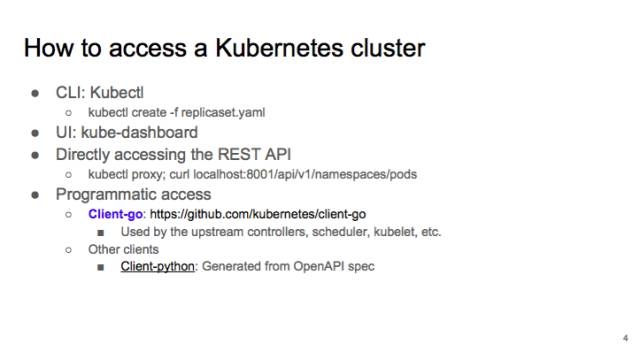 How to access a Kubernetes cluster
● CLI: Kubectl
○ kubectl create -f replicaset.yaml
● UI: kube-dashboard
● Directly accessing the REST API
○ kubectl proxy; curl localhost:8001/api/v1/namespaces/pods
● Programmatic access
○ Client-go: https://github.com/kubernetes/client-go
■ Used by the upstream controllers, scheduler, kubelet, etc.
○ Other clients
■ Client-python: Generated from OpenAPI spec
4